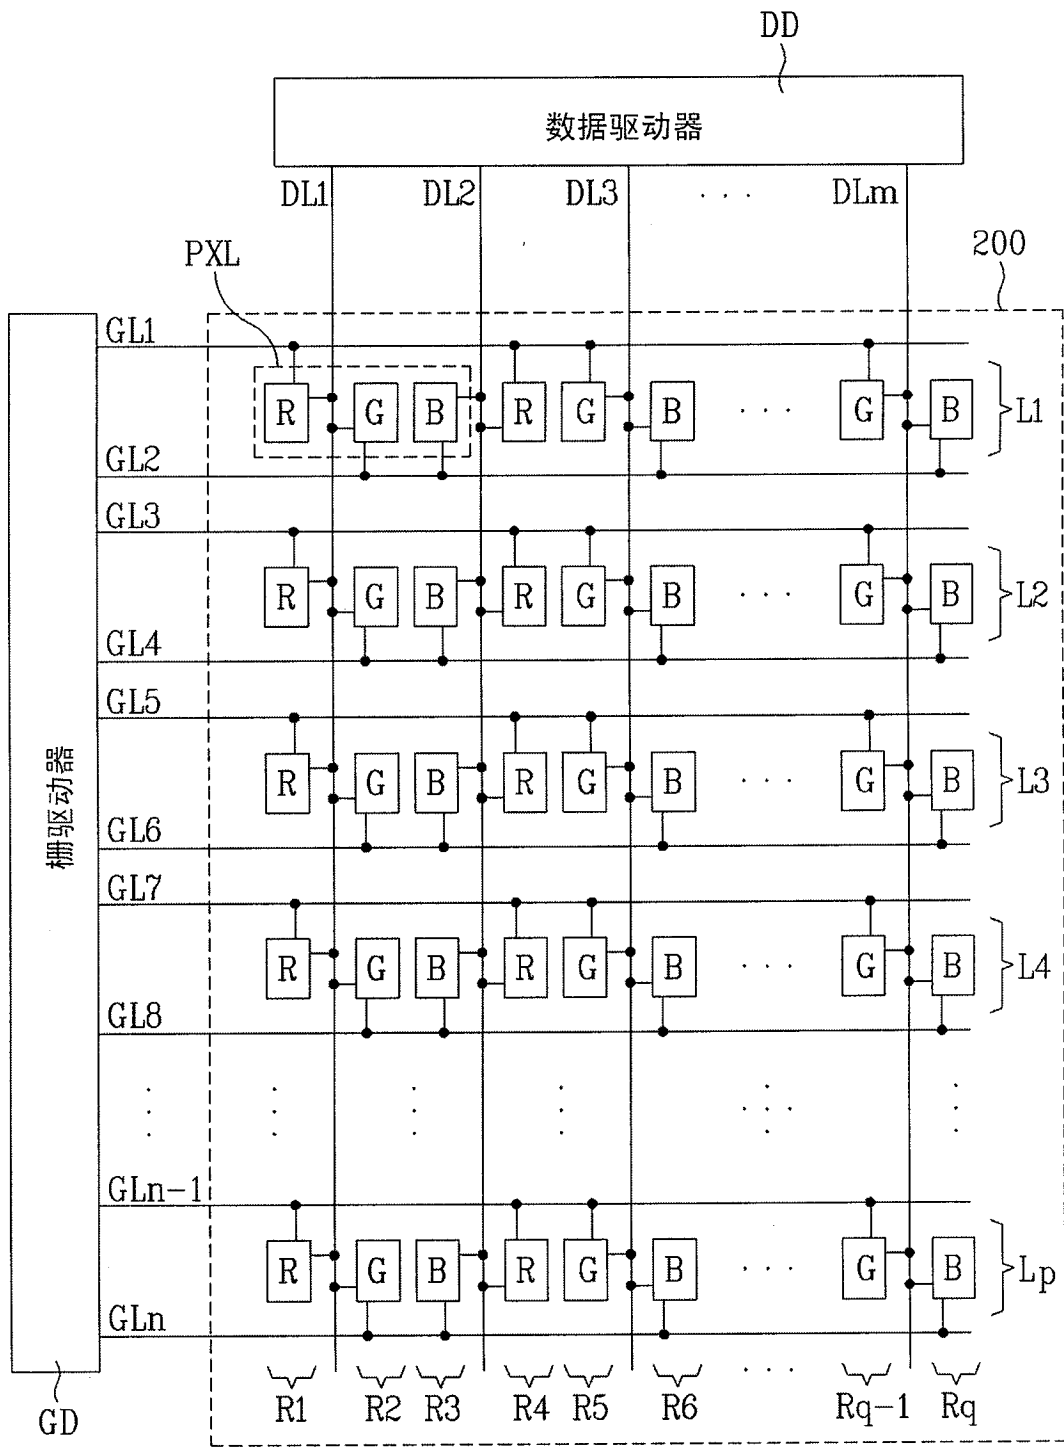 DD
数据驱动器
DL1 DL2 DL3 · · · DLm
PXL
200
GL1
R G B R G B · · · G B L1
GL2
GL3
R G B R G B · · · G B L2
GL4
GL5
R G B R G B · · · G B L3
GL6
栅驱动器
GL7
R G B R G B · · · G B L4
GL8
GLn-1
R G B R G B · · · G B Lp
GLn
R1 R2 R3 R4 R5 R6 · · · Rq-1 Rq
GD